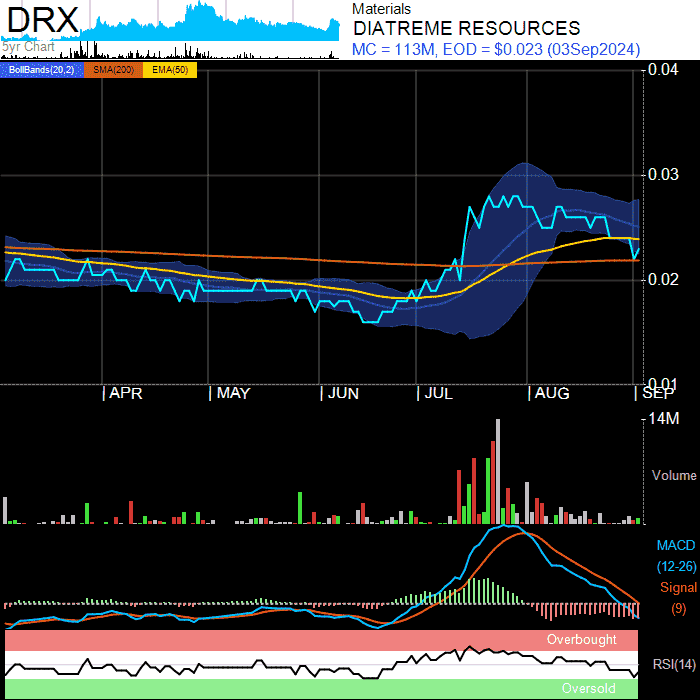 DRX
5yr Chart
Materials
DIATREME RESOURCES
MC = 113M, EOD = $0.023 (03Sep2024)
BollBands(20,2) SMA(200) EMA(50)
0.04
0.03
0.02
0.01
APR MAY JUN JUL AUG SEP
14M
Volume
MACD
(12-26)
Signal
(9)
Overbought
RSI(14)
Oversold